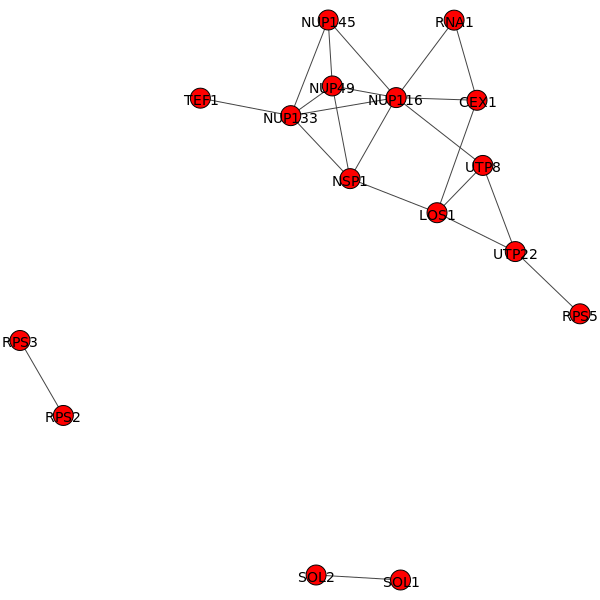 NUP145
RNA1
NUP49
TEF1
NUP116
CEX1
NUP133
UTP8
NSP1
LOS1
UTP22
RPS5
RPS3
RPS2
SOL2
SOL1